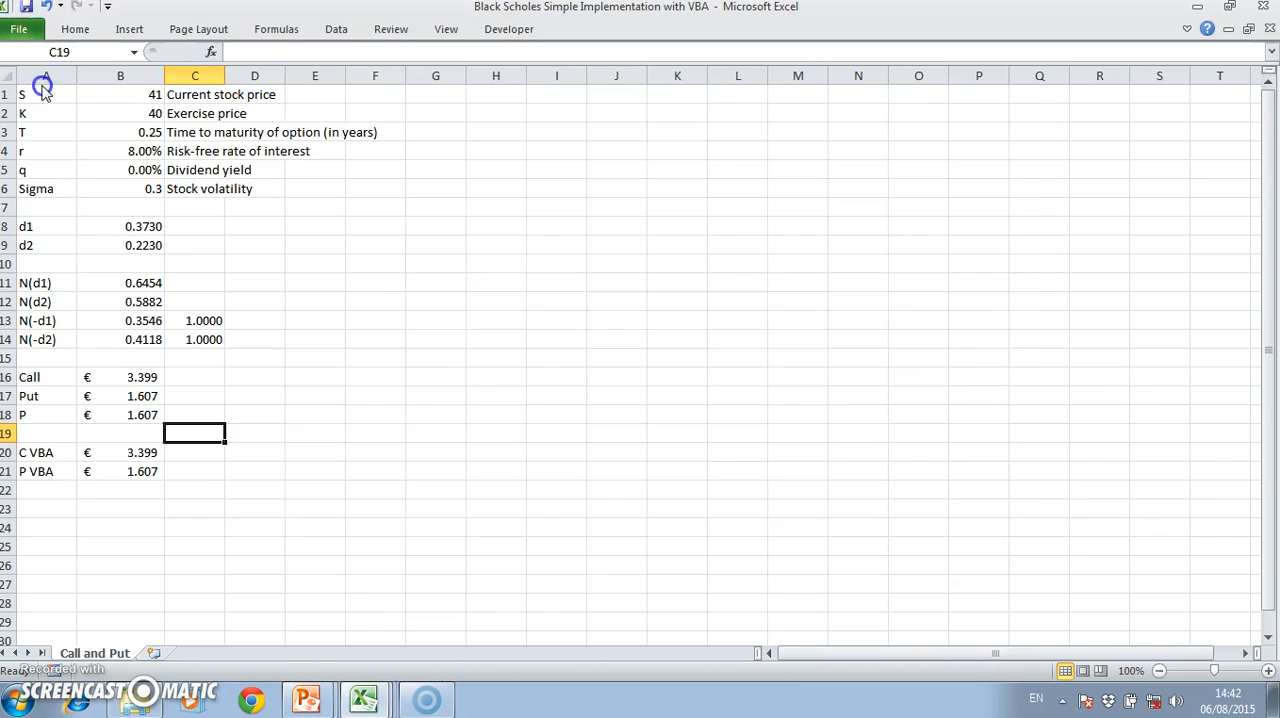 Black Scholes Simple Implementation with VBA - Microsoft Excel
File Home Insert Page Layout Formulas Data Review View Developer
C19 fx
A B C D E F G H I J K L M N O P Q R S T
1 S 41 Current stock price
2 K 40 Exercise price
3 T 0.25 Time to maturity of option (in years)
4 r 8.00% Risk-free rate of interest
5 q 0.00% Dividend yield
6 Sigma 0.3 Stock volatility
7
8 d1 0.3730
9 d2 0.2230
10
11 N(d1) 0.6454
12 N(d2) 0.5882
13 N(-d1) 0.3546 1.0000
14 N(-d2) 0.4118 1.0000
15
16 Call € 3.399
17 Put € 1.607
18 P € 1.607
19
20 C VBA € 3.399
21 P VBA € 1.607
22
23
24
25
26
27
28
29
30
Call and Put
Ready 100%
Recorded with
SCREENCAST MATIC
EN 14:42
06/08/2015